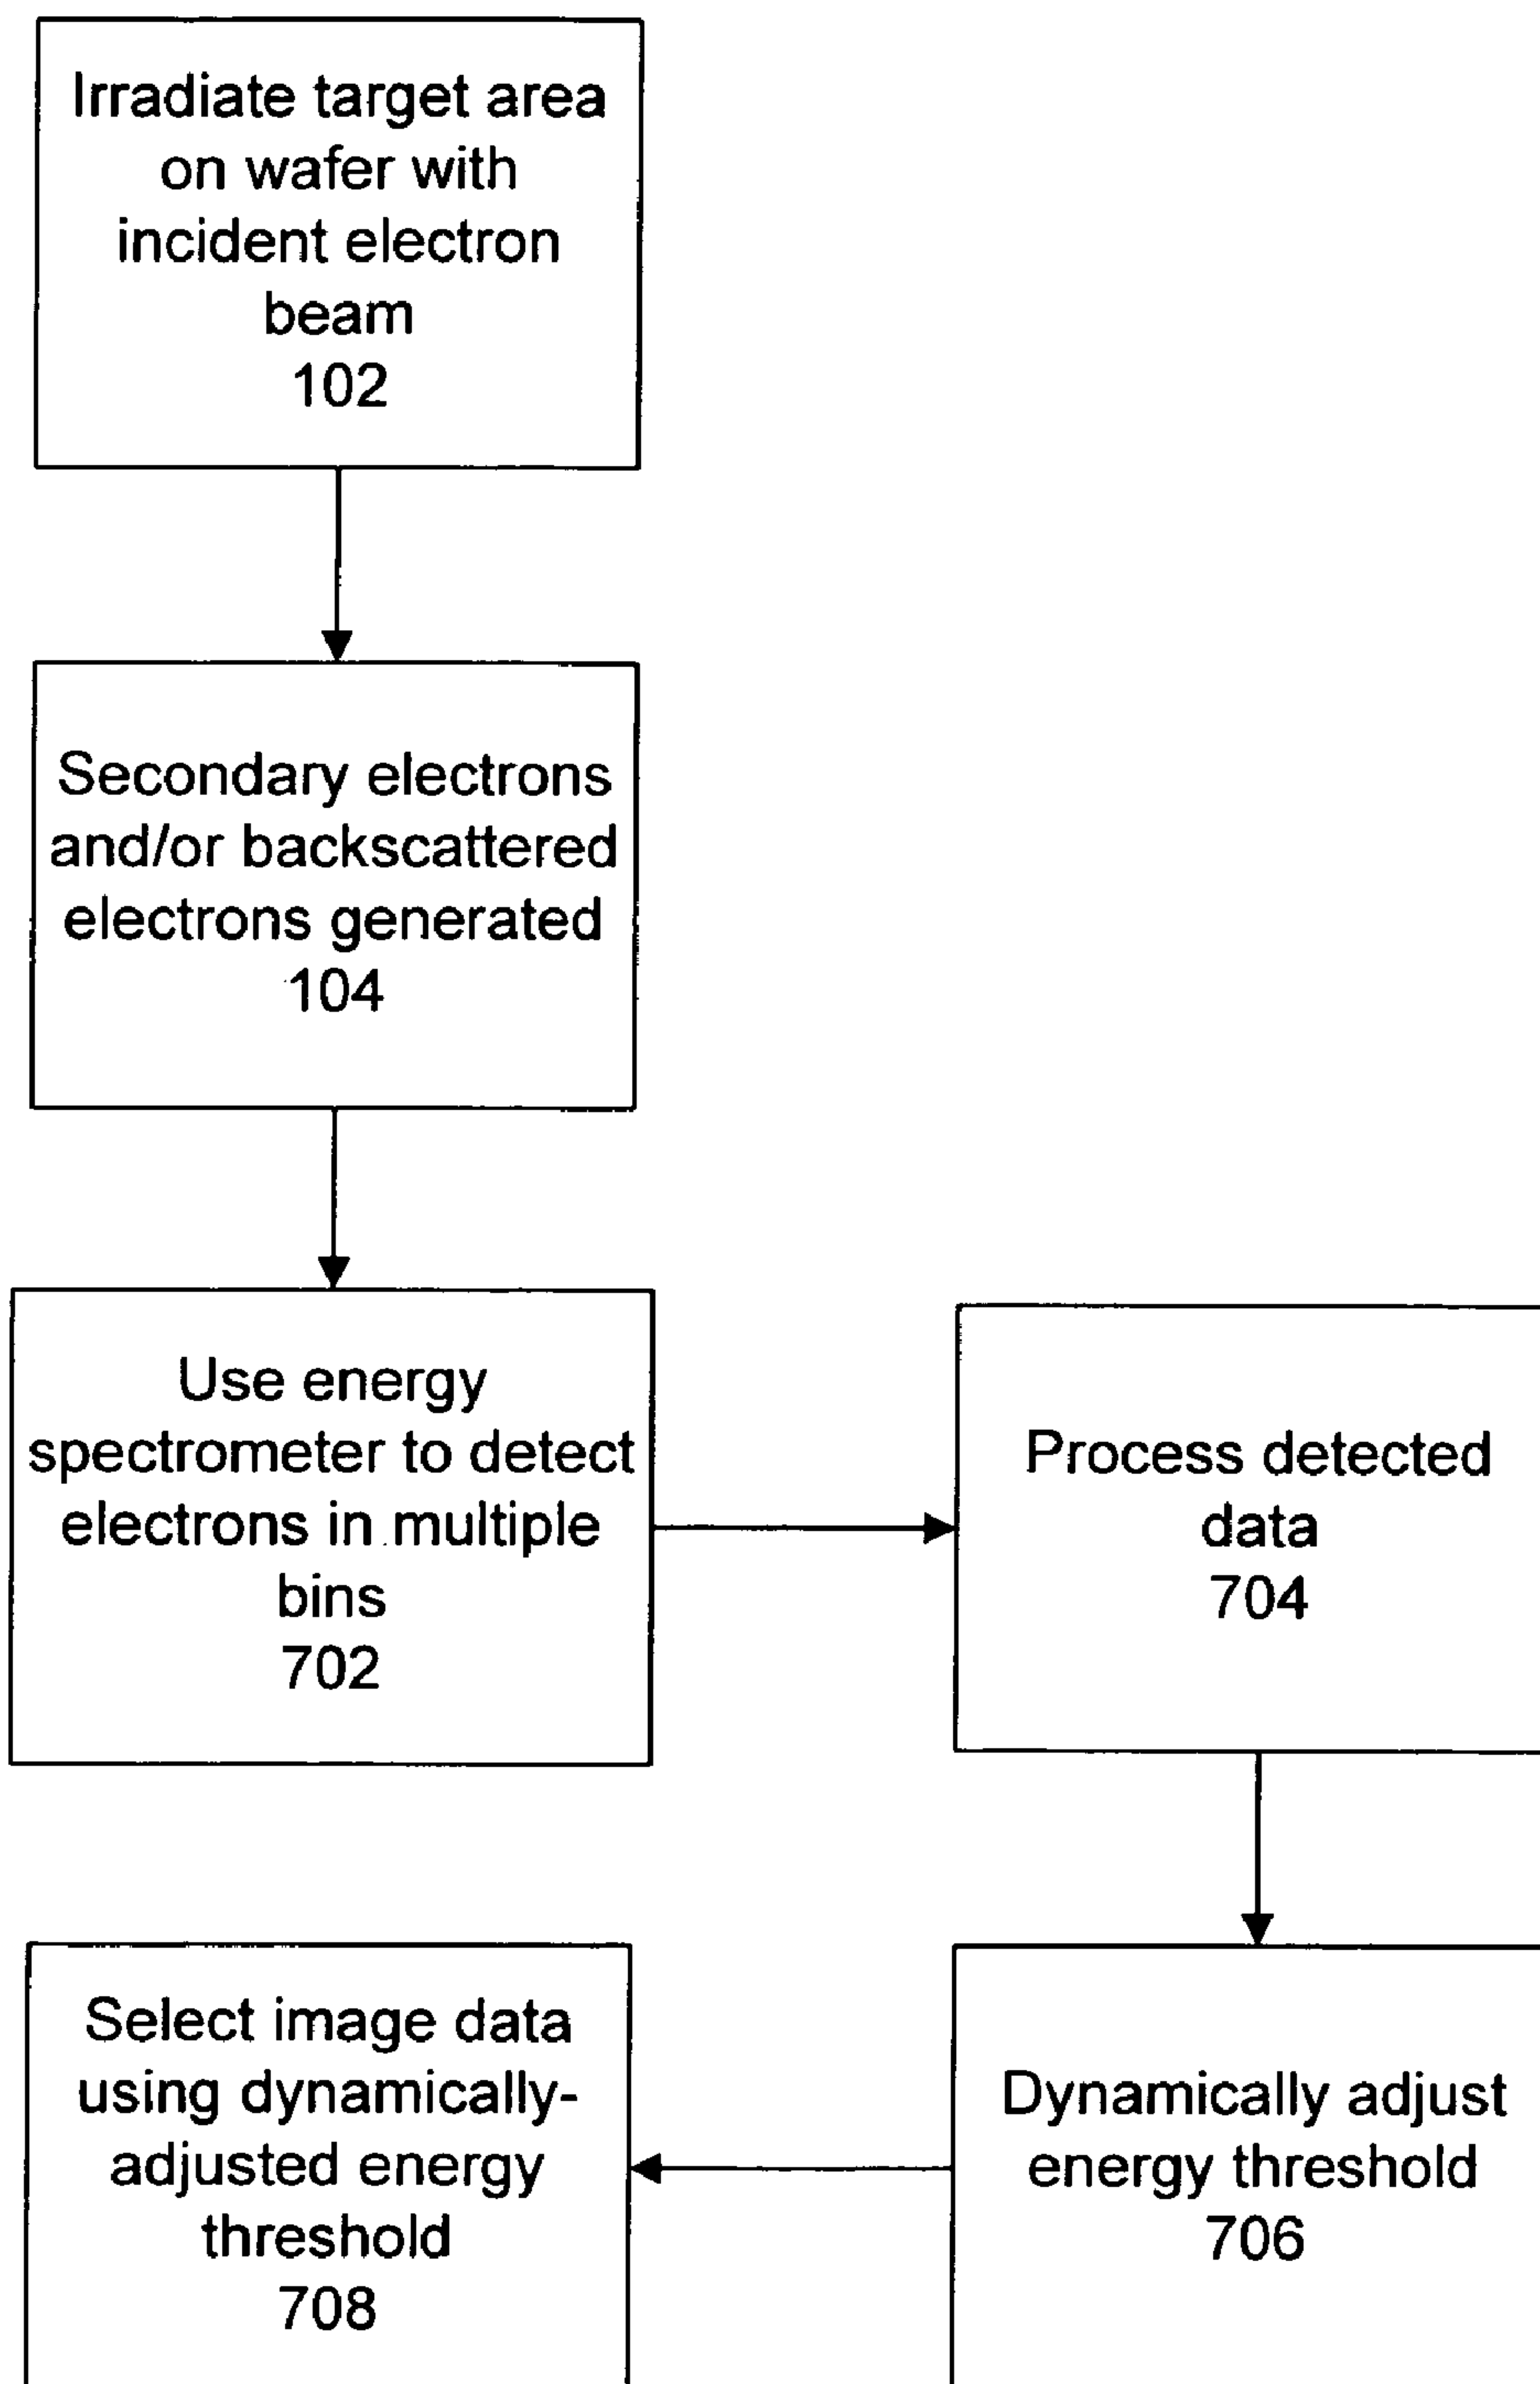 Irradiate target area
on wafer with
incident electron
beam
102
Secondary electrons
and/or backscattered
electrons generated
104
Use energy
spectrometer to detect
electrons in multiple
bins
702
Process detected
data
704
Dynamically adjust
energy threshold
706
Select image data
using dynamically-
adjusted energy
threshold
708